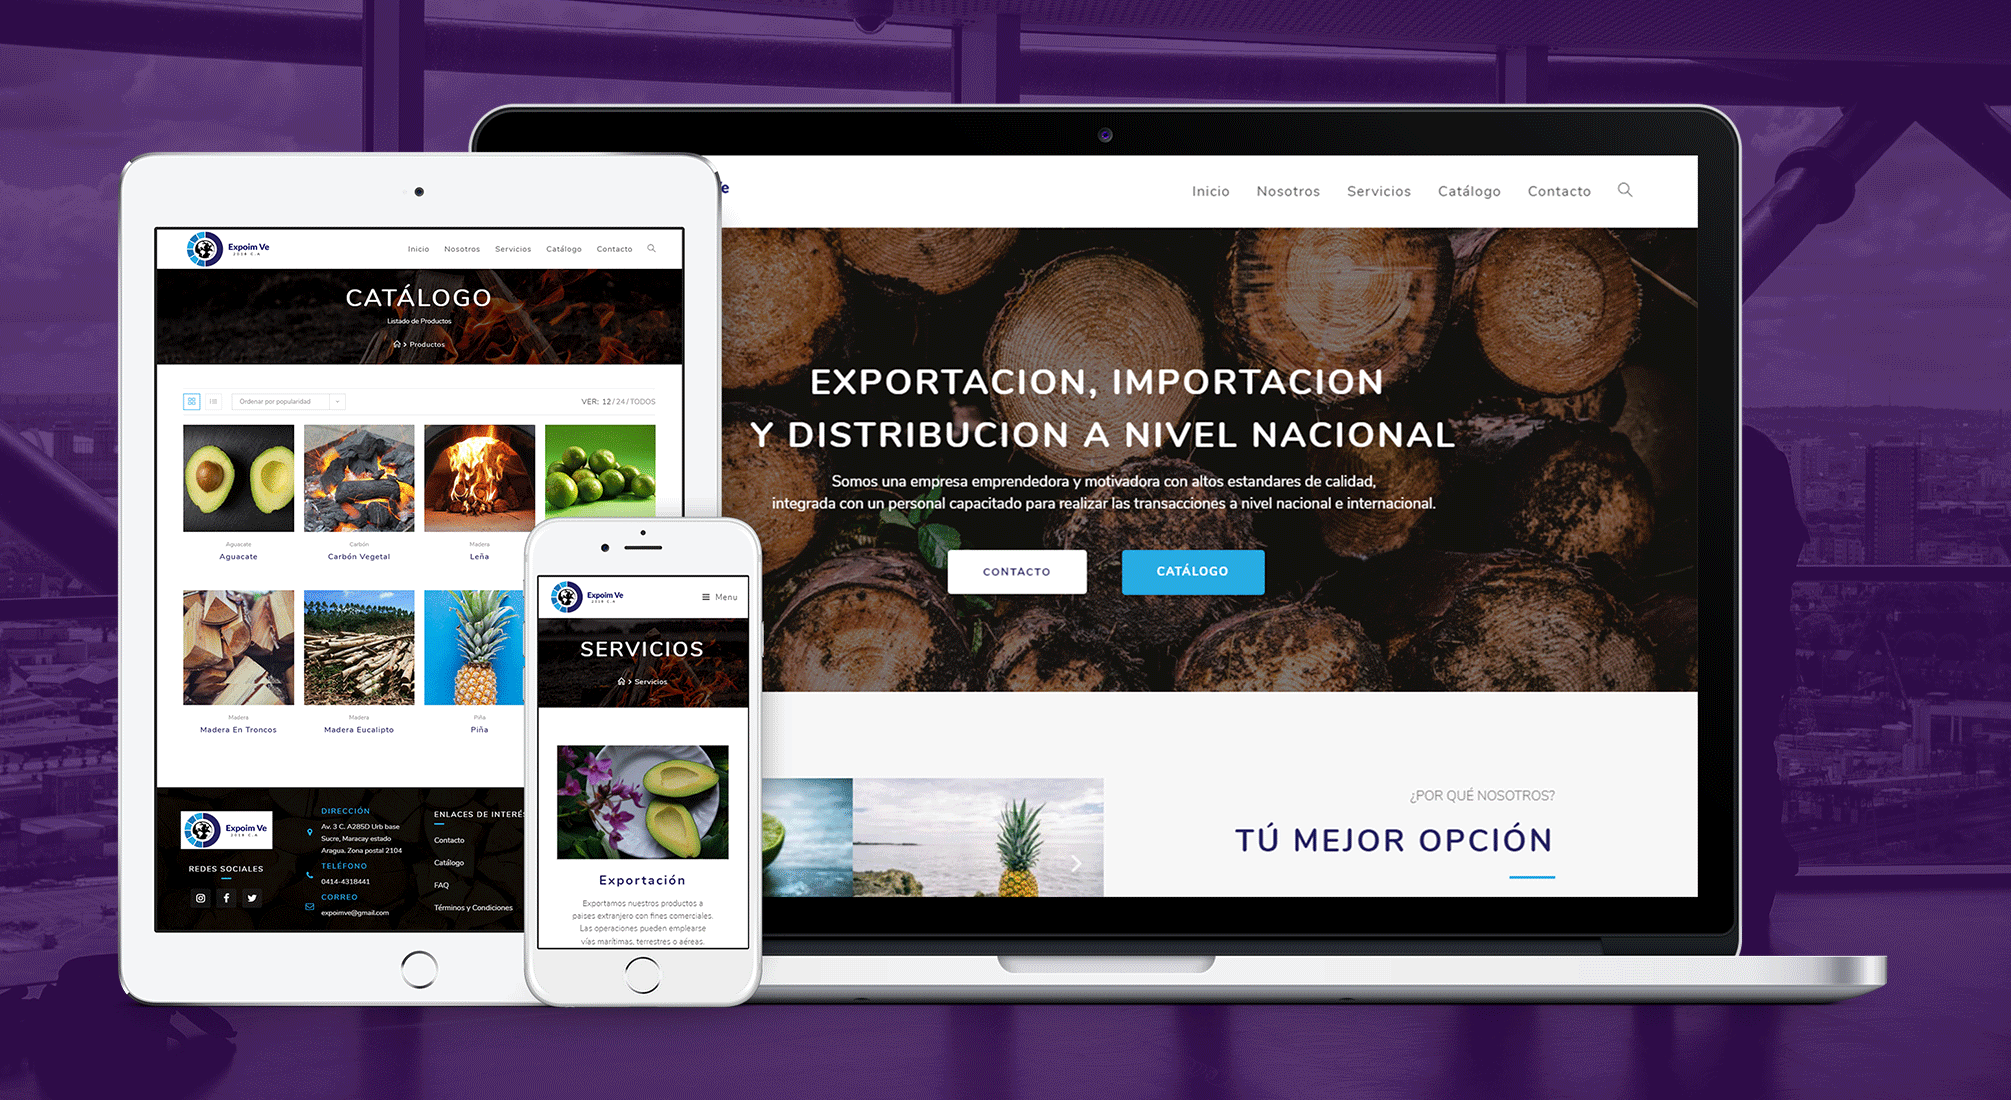 Expoim Ve
2018 C.A
Inicio
Nosotros
Servicios
Catálogo
Contacto
CATÁLOGO
Listado de Productos
> Productos
Ordenar por popularidad
VER: 12 / 24 / TODOS
Aguacate
Aguacate
Carbón
Carbón Vegetal
Madera
Leña
Madera
Madera En Troncos
Madera
Madera Eucalipto
Piña
Piña
Expoim Ve
2018 C.A
REDES SOCIALES
DIRECCIÓN
Av. 3 C. A285D Urb base
Sucre, Maracay estado
Aragua. Zona postal 2104
TELÉFONO
0414-4318441
CORREO
expoimve@gmail.com
ENLACES DE INTERÉS
Contacto
Catálogo
FAQ
Términos y Condiciones
Expoim Ve
2018 C.A
Menu
SERVICIOS
> Servicios
Exportación
Exportamos nuestros productos a
paises extranjero con fines comerciales.
Las operaciones pueden emplearse
vías marítimas, terrestres o aéreas.
Ve
Inicio
Nosotros
Servicios
Catálogo
Contacto
EXPORTACION, IMPORTACION
Y DISTRIBUCION A NIVEL NACIONAL
Somos una empresa emprendedora y motivadora con altos estandares de calidad,
integrada con un personal capacitado para realizar las transacciones a nivel nacional e internacional.
CONTACTO
CATÁLOGO
¿POR QUÉ NOSOTROS?
TÚ MEJOR OPCIÓN